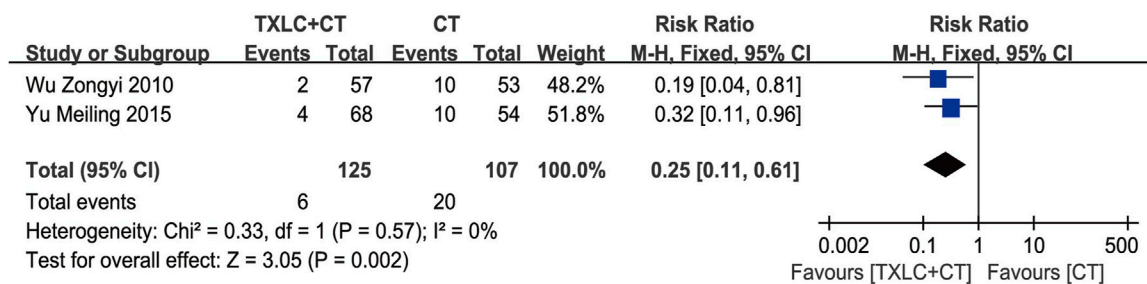 TXLC+CT CT Risk Ratio Risk Ratio
Study or Subgroup Events Total Events Total Weight M-H, Fixed, 95% CI M-H, Fixed, 95% CI
Wu Zongyi 2010 2 57 10 53 48.2% 0.19 [0.04, 0.81]
Yu Meiling 2015 4 68 10 54 51.8% 0.32 [0.11, 0.96]
Total (95% CI) 125 107 100.0% 0.25 [0.11, 0.61]
Total events 6 20
Heterogeneity: Chi² = 0.33, df = 1 (P = 0.57); I² = 0%
Test for overall effect: Z = 3.05 (P = 0.002)
0.002 0.1 1 10 500
Favours [TXLC+CT] Favours [CT]